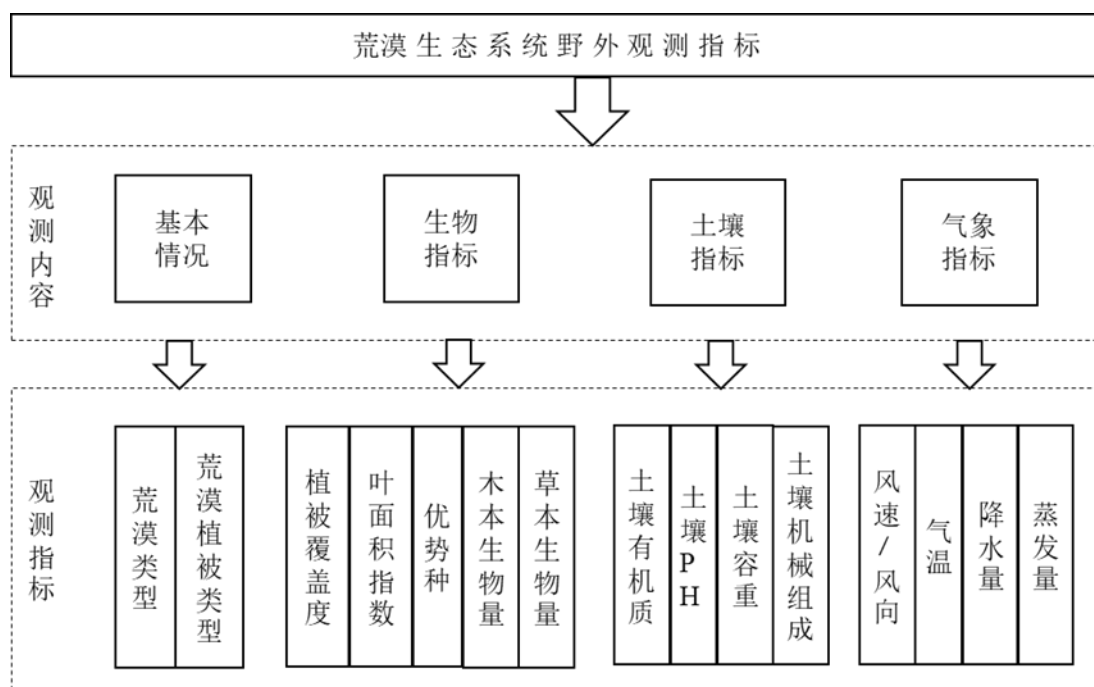 荒漠生态系统野外观测指标
观测内容
基本
情况
生物
指标
土壤
指标
气象
指标
观测指标
荒漠类型
荒漠植被类型
植被覆盖度
叶面积指数
优势种
木本生物量
草本生物量
土壤有机质
土壤PH
土壤容重
土壤机械组成
风速/风向
气温
降水量
蒸发量